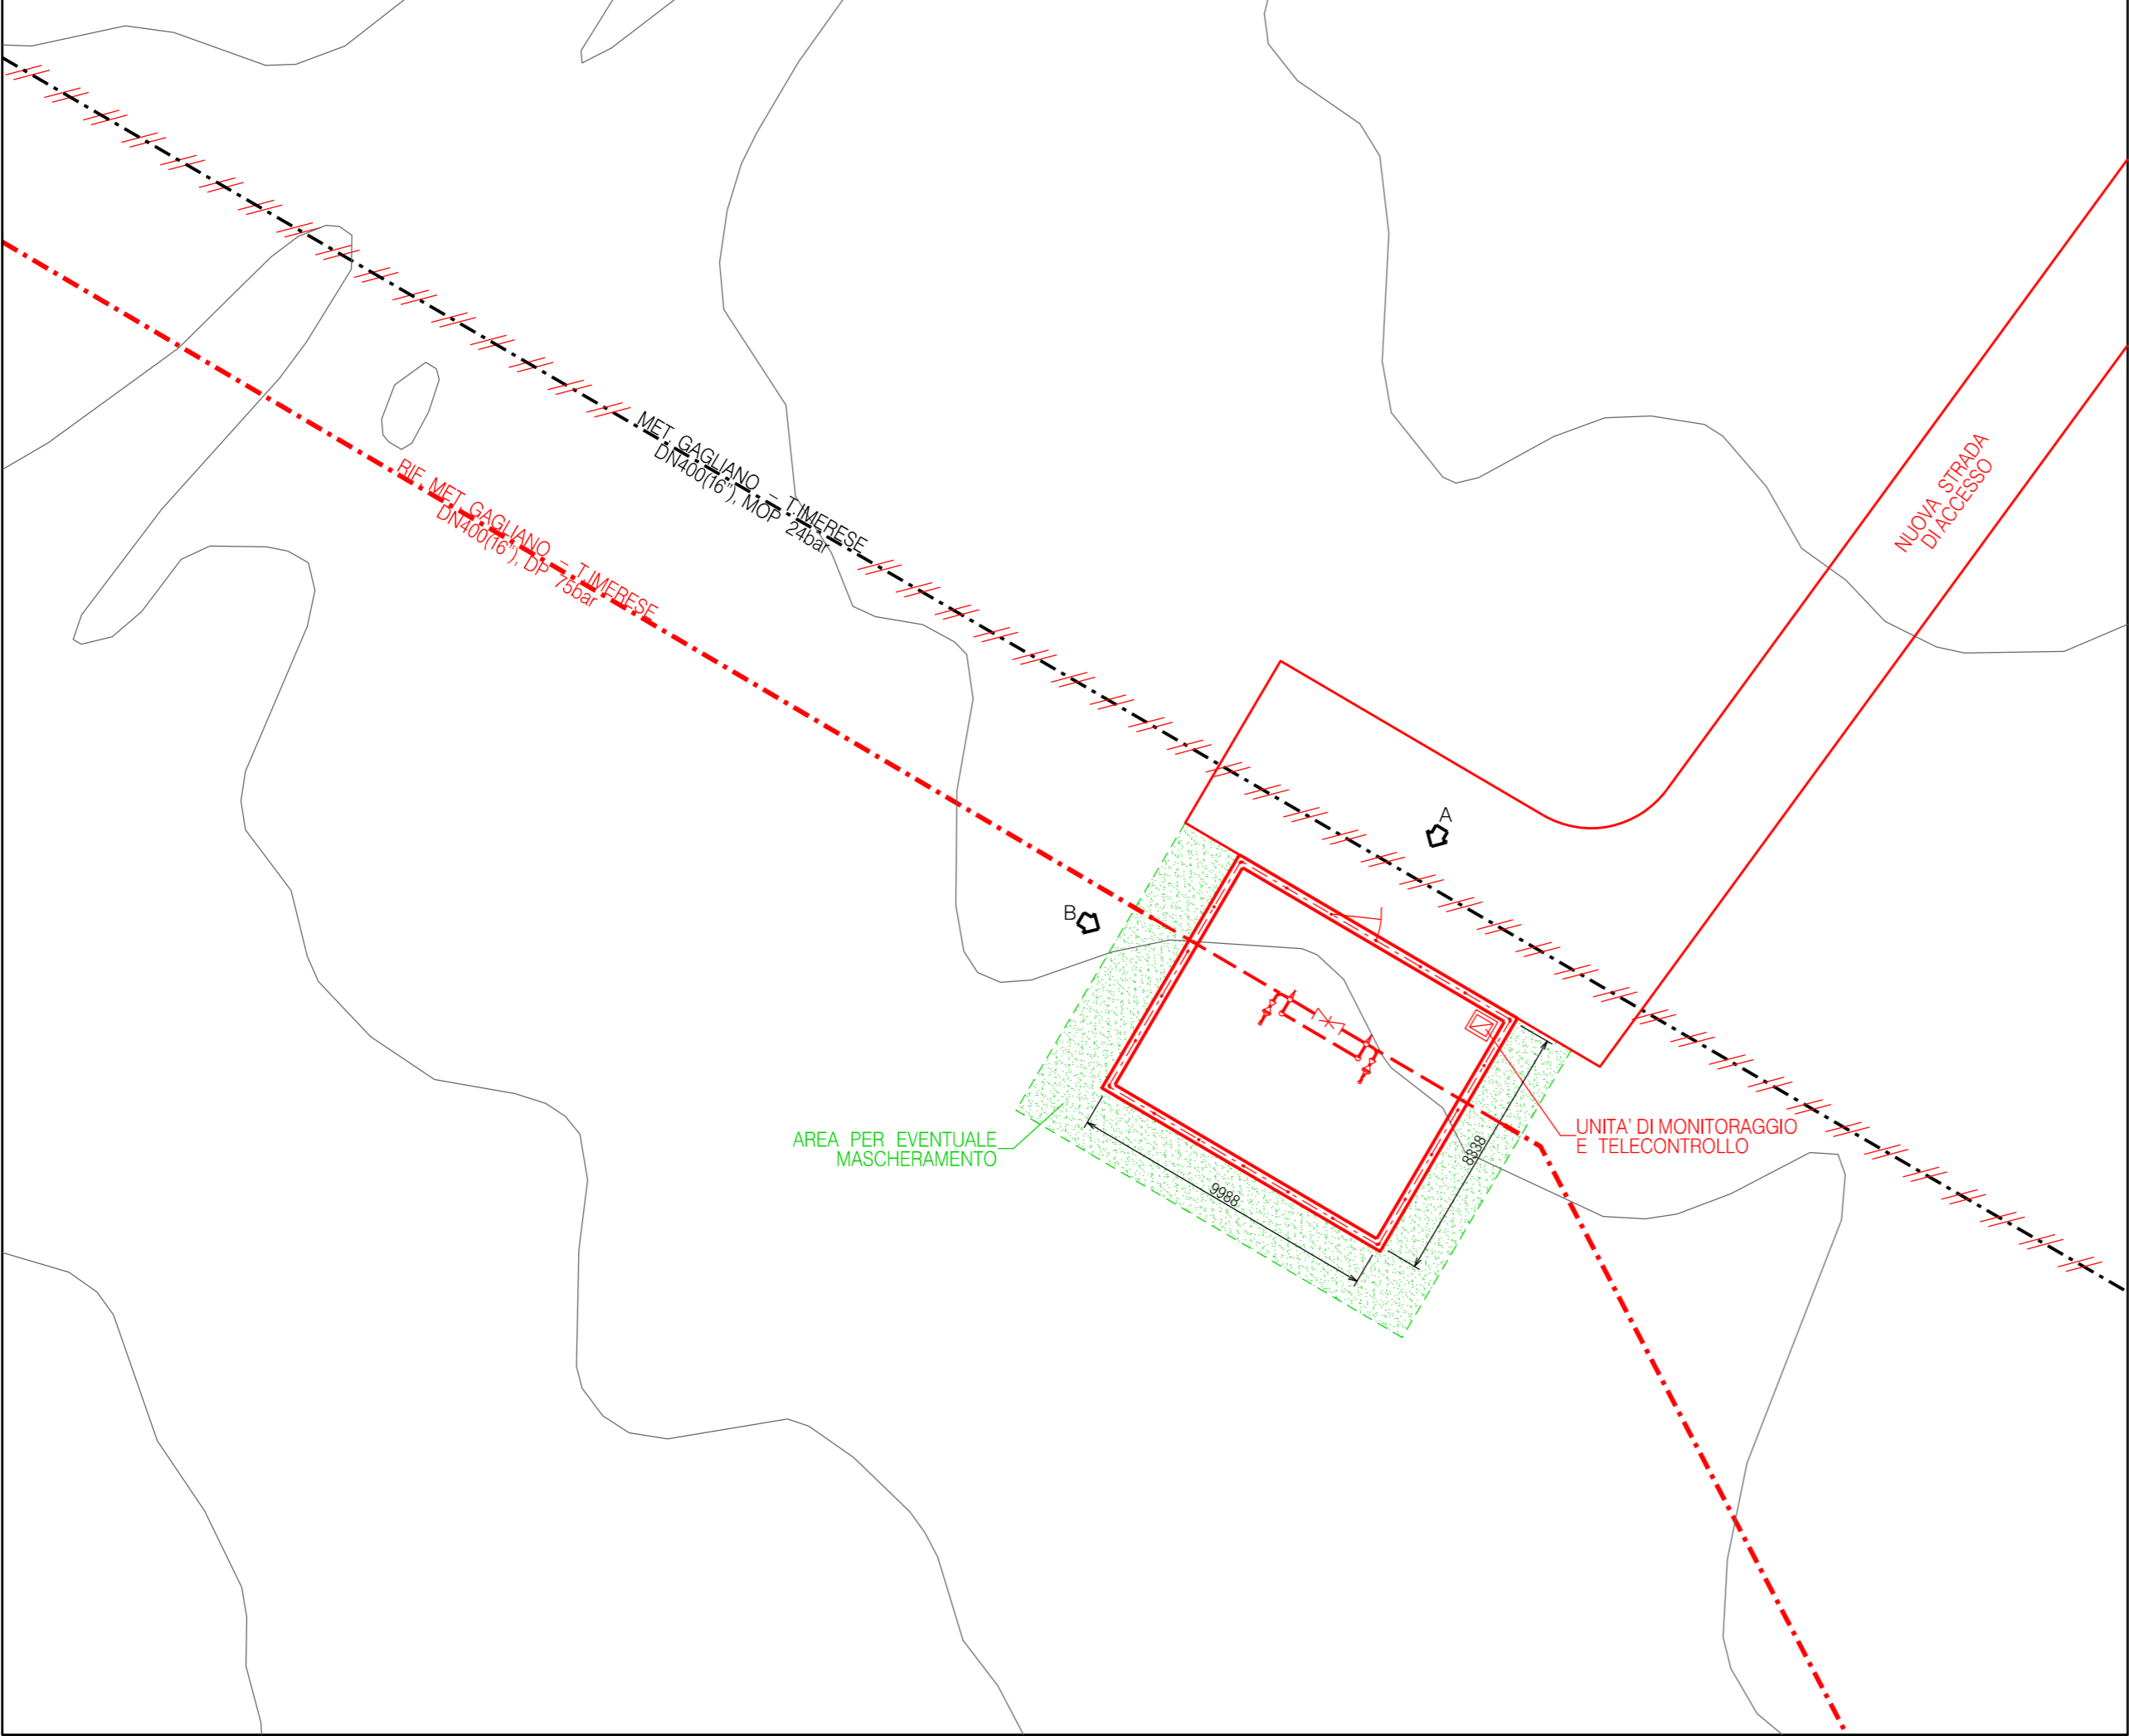 MET. GAGLIANO – T.IMERESE
DN400(16"), MOP 24bar
RIF. MET. GAGLIANO – T.IMERESE
DN400(16"), DP 75bar
NUOVA STRADA
DI ACCESSO
A
B
UNITA' DI MONITORAGGIO
E TELECONTROLLO
AREA PER EVENTUALE
MASCHERAMENTO
8338
9988